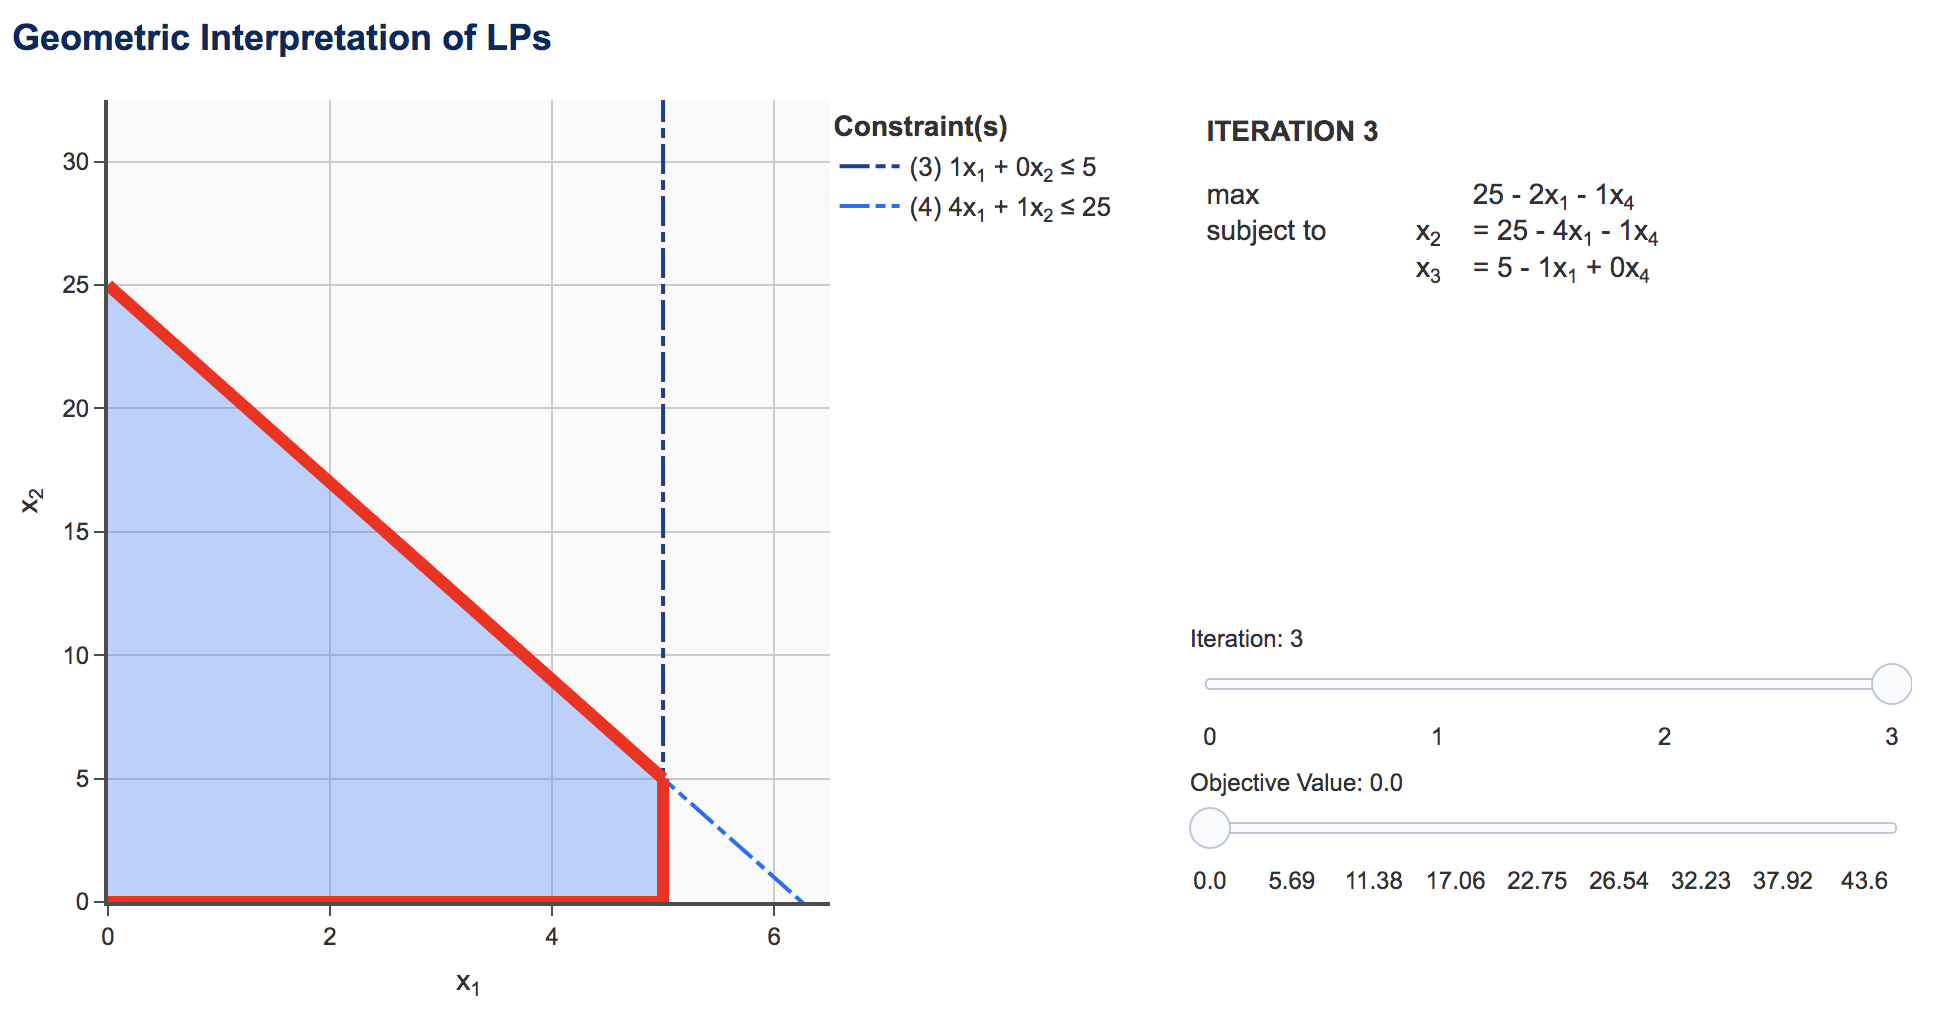 Geometric Interpretation of LPs
30
25
20
15
10
5
0
0 2 4 6
x₂
x₁
Constraint(s)
(3) 1x₁ + 0x₂ ≤ 5
(4) 4x₁ + 1x₂ ≤ 25
ITERATION 3
max 25 - 2x₁ - 1x₄
subject to x₂ = 25 - 4x₁ - 1x₄
x₃ = 5 - 1x₁ + 0x₄
Iteration: 3
0 1 2 3
Objective Value: 0.0
0.0 5.69 11.38 17.06 22.75 26.54 32.23 37.92 43.6